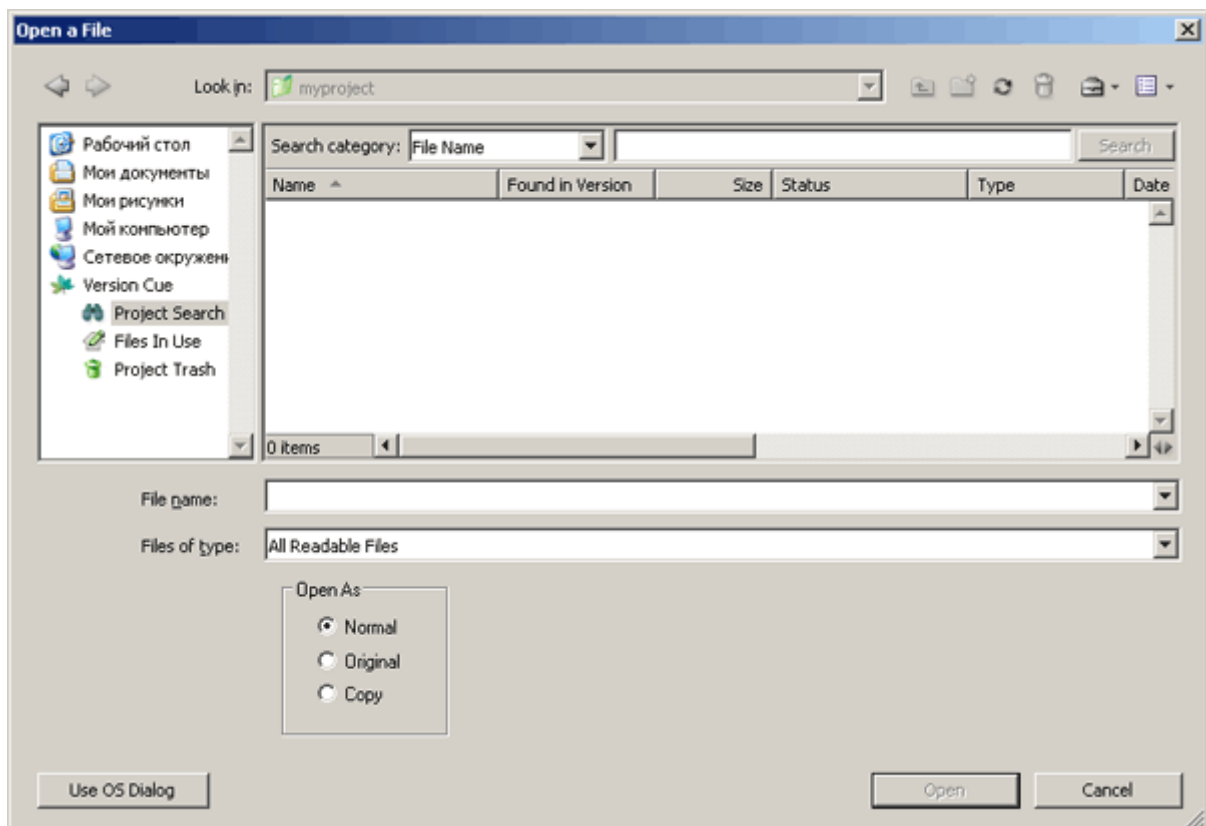 Open a File
Look in: myproject
Рабочий стол
Мои документы
Мои рисунки
Мой компьютер
Сетевое окружени
Version Cue
Project Search
Files In Use
Project Trash
Search category: File Name Search
Name Found in Version Size Status Type Date
0 items
File name:
Files of type: All Readable Files
Open As
Normal
Original
Copy
Use OS Dialog Open Cancel